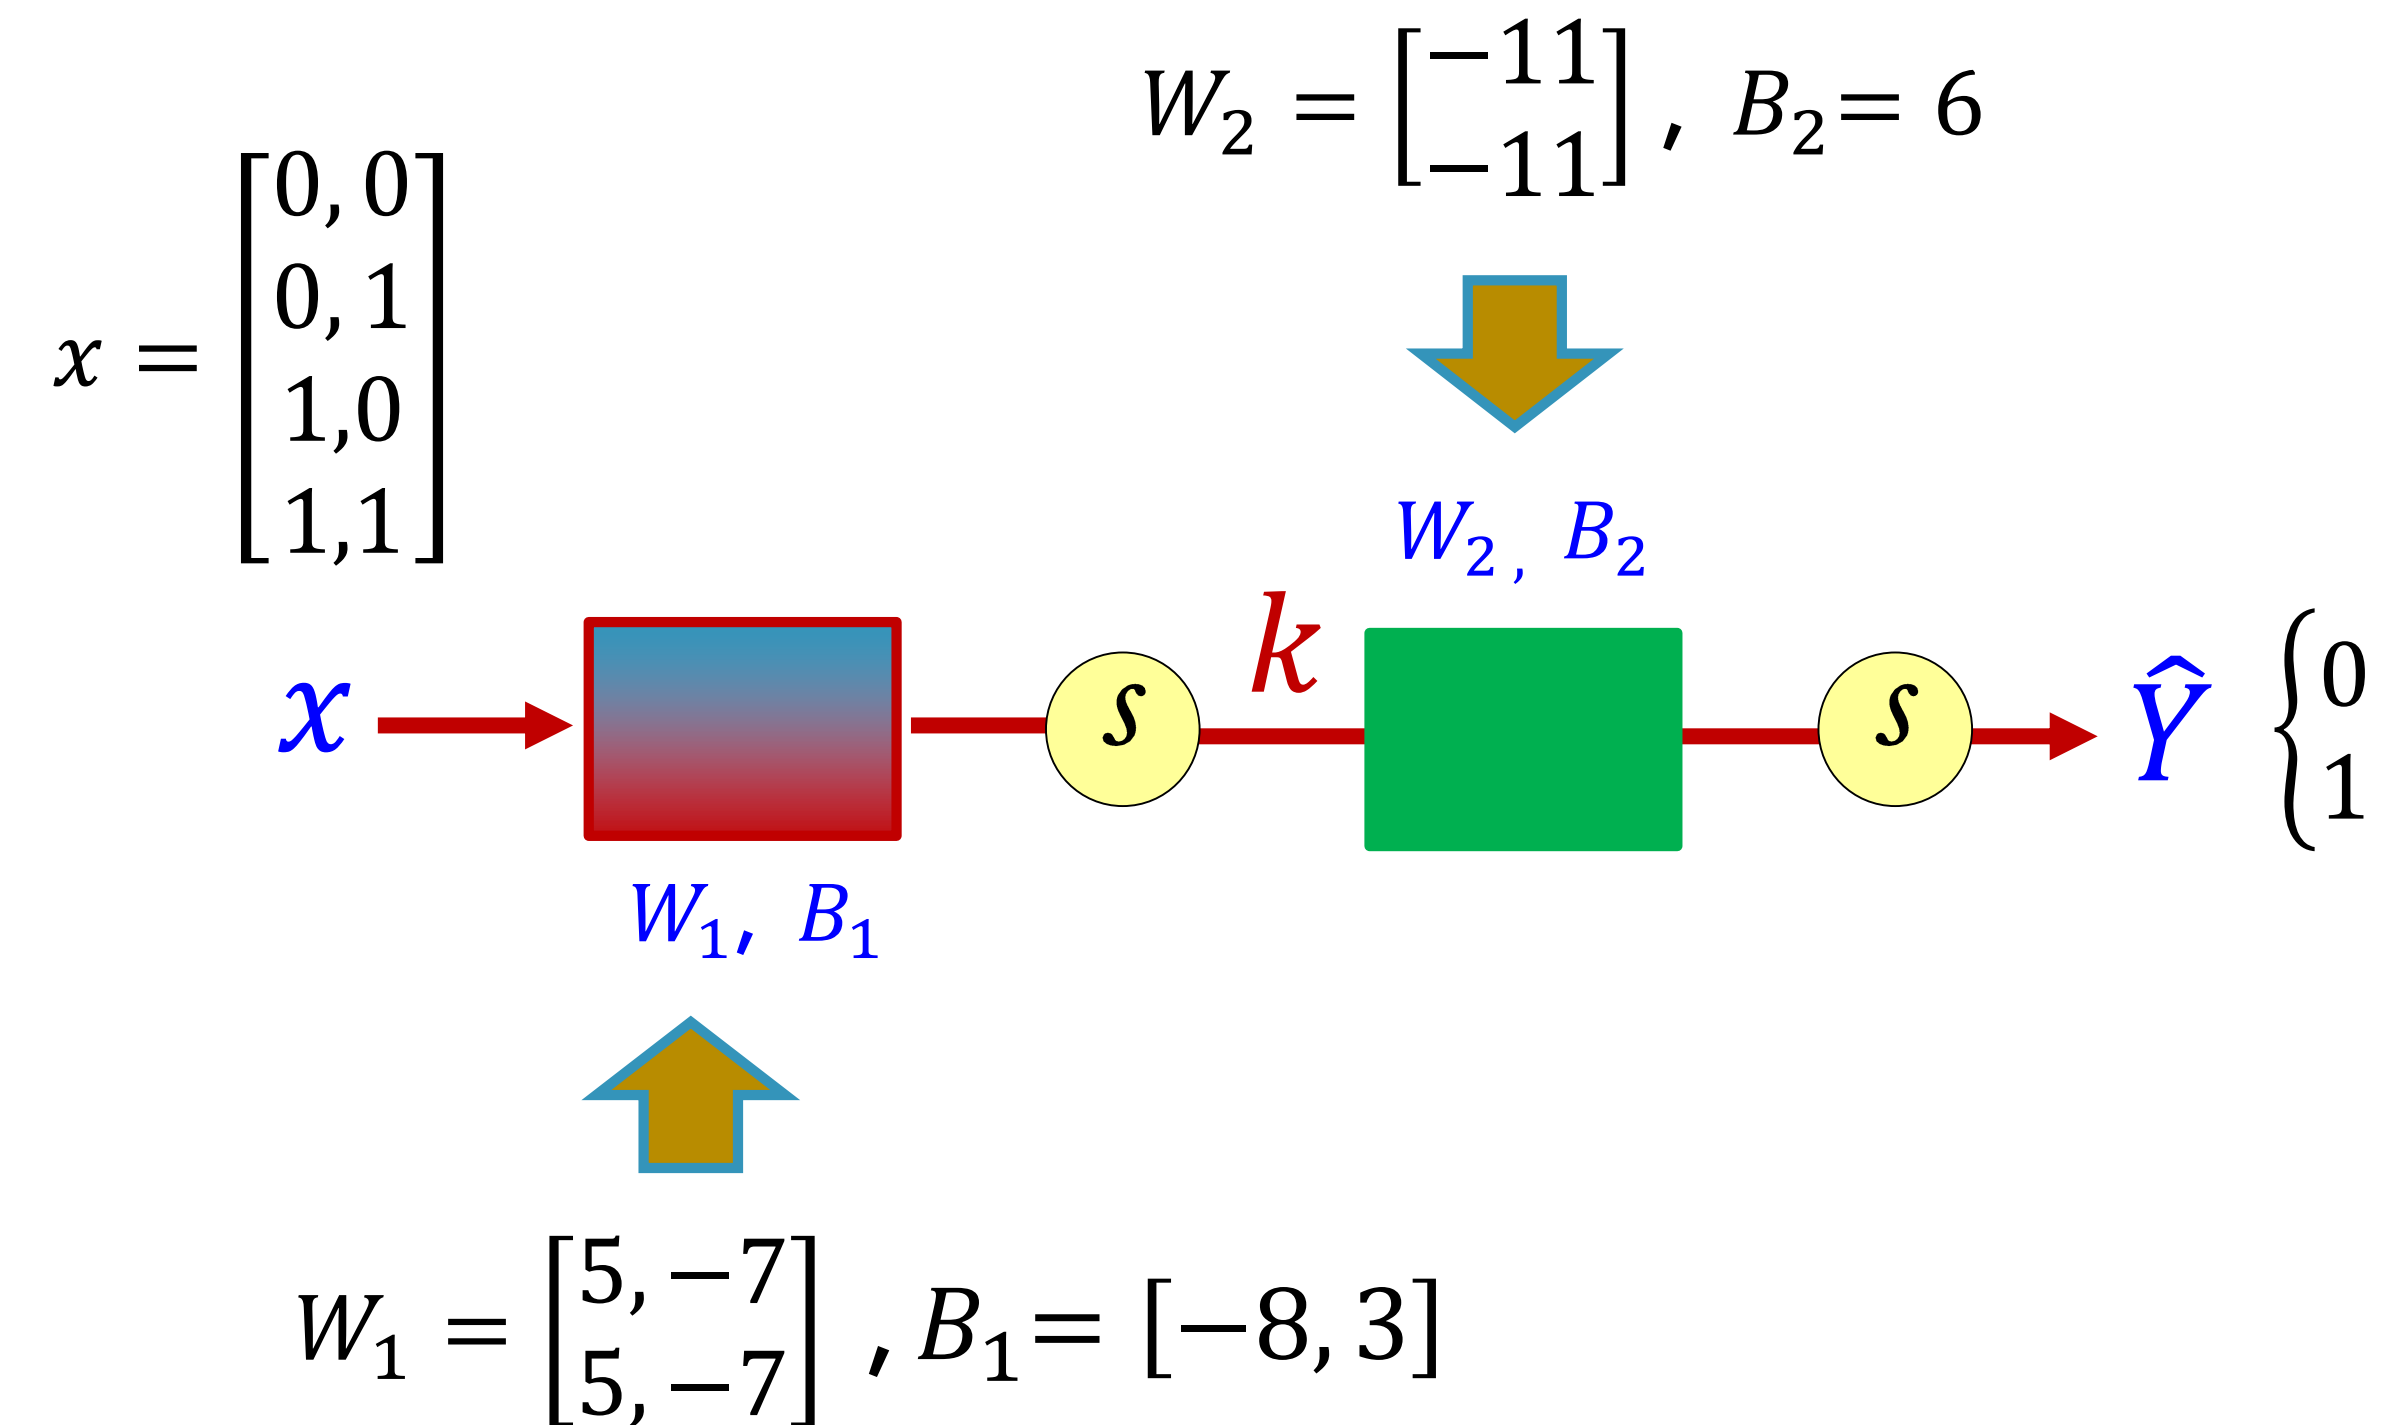 W₂ = [−11 −11] , B₂= 6
x = [0, 0 0, 1 1,0 1,1]
W₂ , B₂
x
s
k
s
Ŷ {0 1
W₁, B₁
W₁ = [5, −7 5, −7] , B₁= [−8, 3]